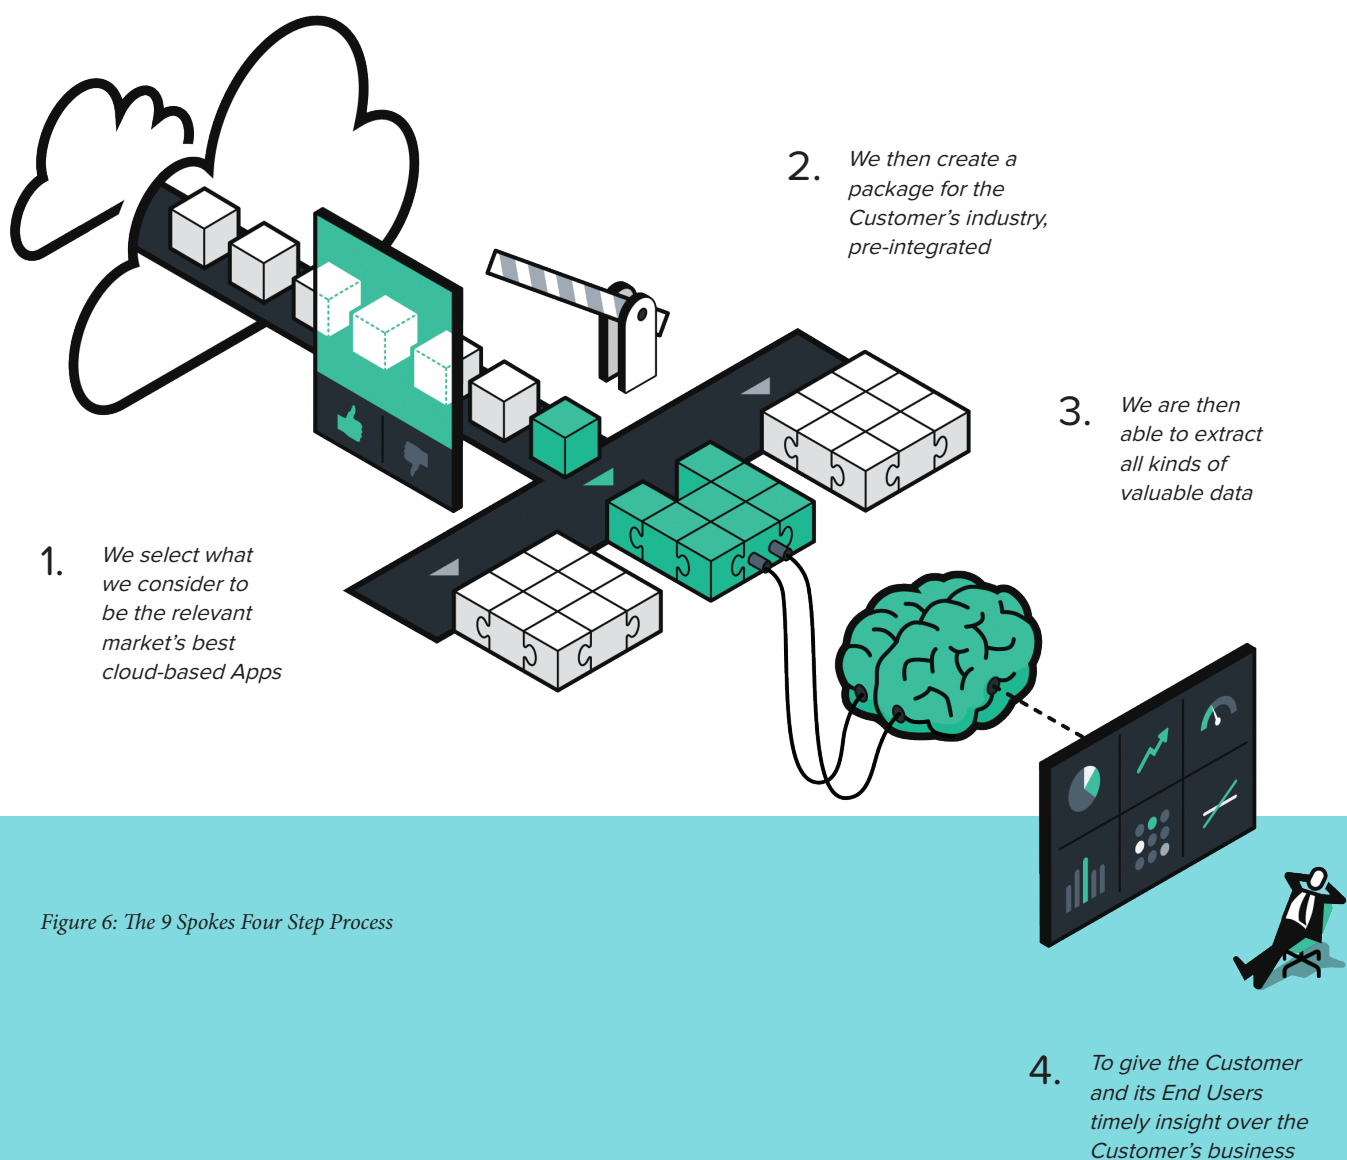 1.
We select what
we consider to
be the relevant
market’s best
cloud-based Apps
2.
We then create a
package for the
Customer’s industry,
pre-integrated
3.
We are then
able to extract
all kinds of
valuable data
Figure 6: The 9 Spokes Four Step Process
4.
To give the Customer
and its End Users
timely insight over the
Customer’s business